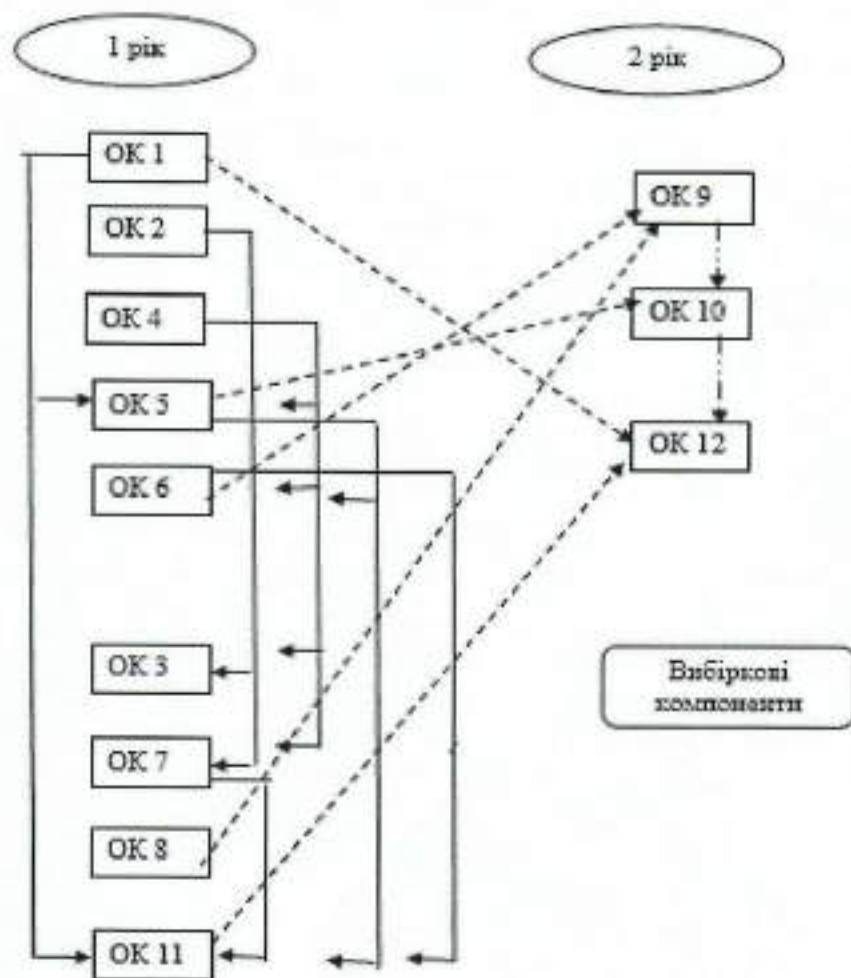 1 рік
2 рік
ОК 1
ОК 2
ОК 4
ОК 5
ОК 6
ОК 3
ОК 7
ОК 8
ОК 11
ОК 9
ОК 10
ОК 12
Вибіркові
компонанти